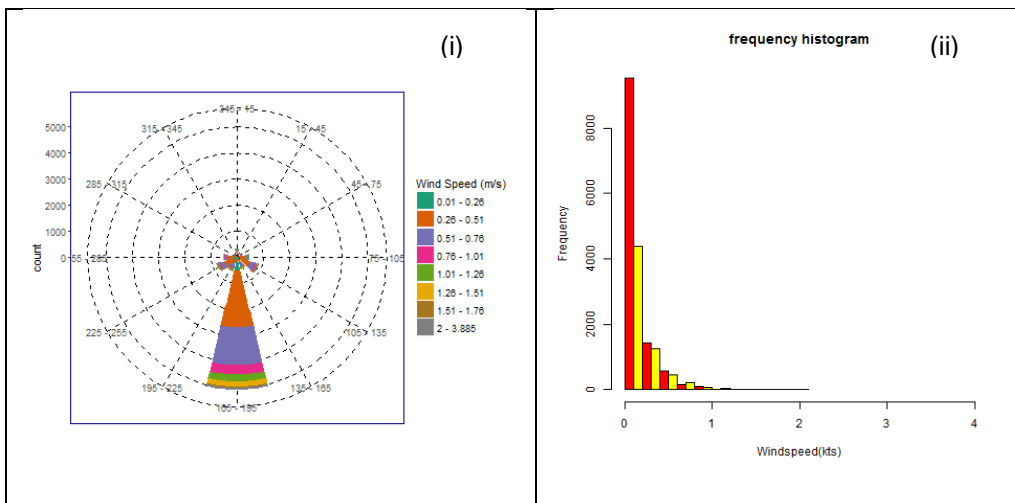 (i)
345 - 15
315 - 345
15 - 45
285 - 315
45 - 75
255 - 285
75 - 105
225 - 255
105 - 135
195 - 225
135 - 165
165 - 195
5000
4000
3000
2000
1000
0
count
Wind Speed (m/s)
0.01 - 0.26
0.26 - 0.51
0.51 - 0.76
0.76 - 1.01
1.01 - 1.26
1.26 - 1.51
1.51 - 1.76
2 - 3.885
(ii)
frequency histogram
Frequency
8000
6000
4000
2000
0
0 1 2 3 4
Windspeed(kts)